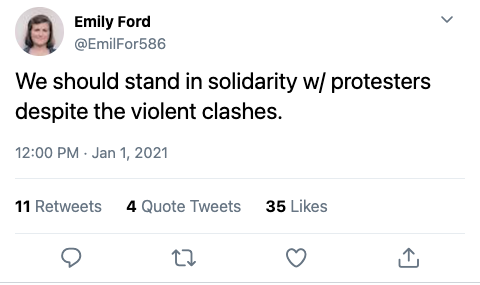 Emily Ford
@EmilFor586
We should stand in solidarity w/ protesters
despite the violent clashes.
12:00 PM · Jan 1, 2021
11 Retweets 4 Quote Tweets 35 Likes